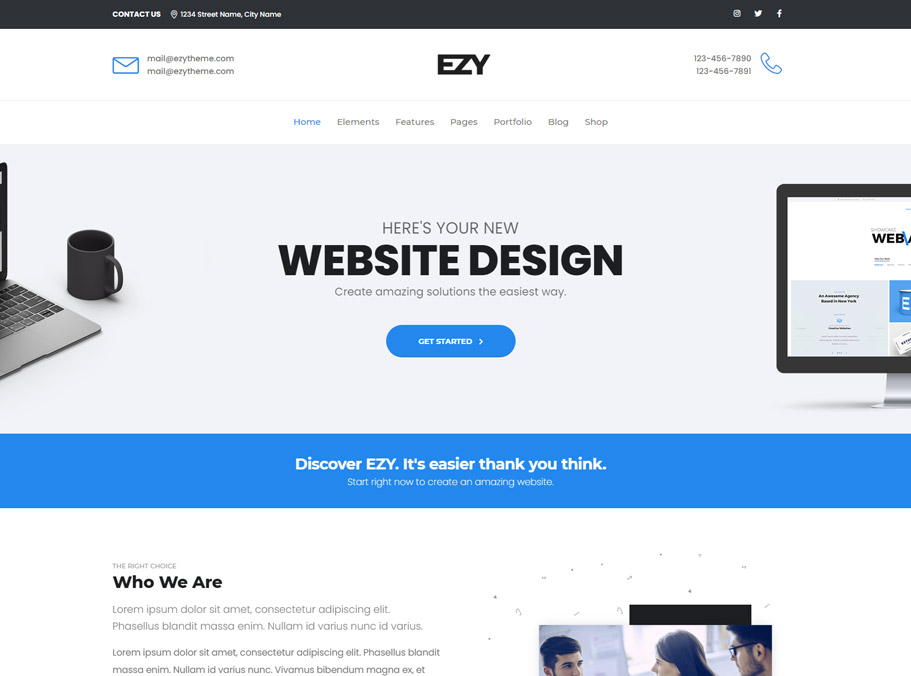 CONTACT US
1234 Street Name, City Name
mail@ezytheme.com
mail@ezytheme.com
EZY
123-456-7890
123-456-7891
Home
Elements
Features
Pages
Portfolio
Blog
Shop
HERE'S YOUR NEW
WEBSITE DESIGN
Create amazing solutions the easiest way.
GET STARTED
An Awesome Agency
Based in New York
Discover EZY. It's easier thank you think.
Start right now to create an amazing website.
THE RIGHT CHOICE
Who We Are
Lorem ipsum dolor sit amet, consectetur adipiscing elit.
Phasellus blandit massa enim. Nullam id varius nunc id varius.
Lorem ipsum dolor sit amet, consectetur adipiscing elit. Phasellus blandit
massa enim. Nullam id varius nunc. Vivamus bibendum magna ex, et